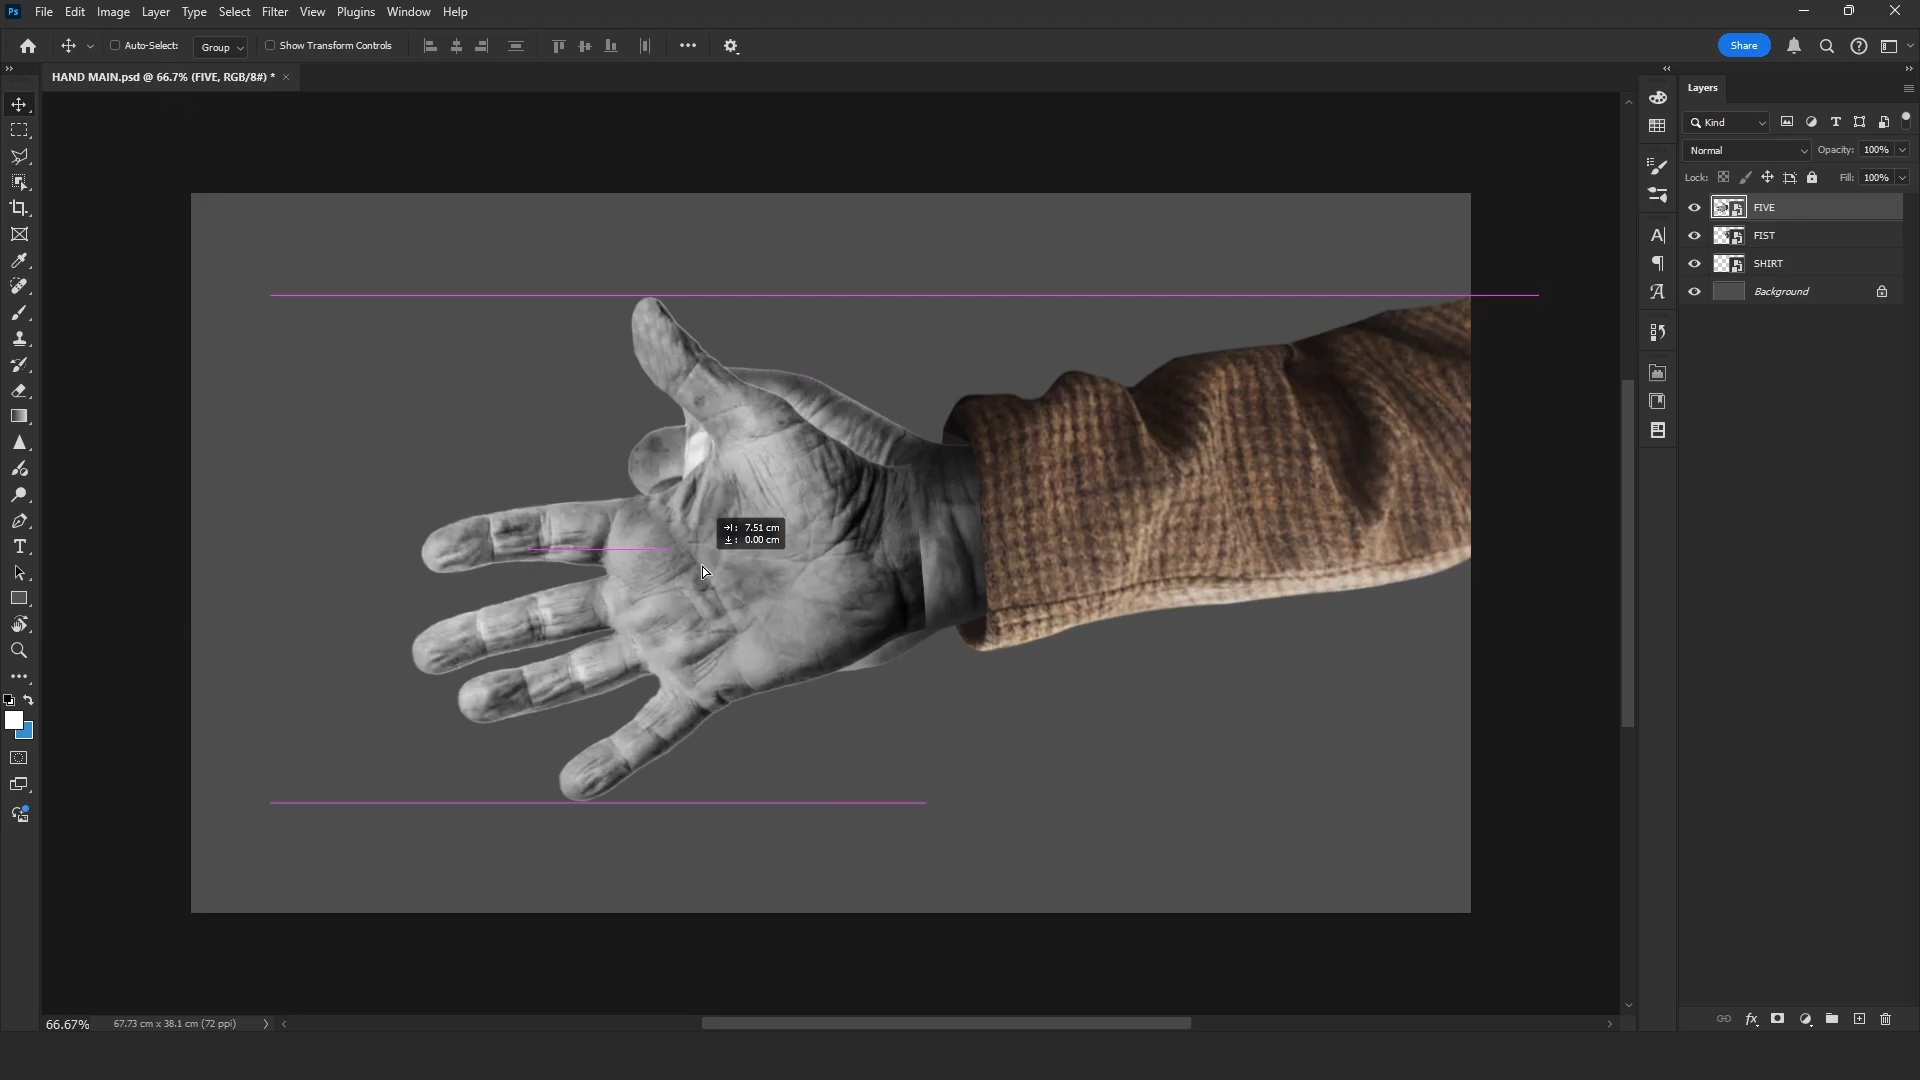 Ps File Edit Image Layer Type Select Filter View Plugins Window Help
Auto-Select: Group Show Transform Controls Share
HAND MAIN.psd @ 66.7% (FIVE, RGB/8#) *
Layers
Kind
Normal Opacity: 100%
Lock: Fill: 100%
FIVE
FIST
SHIRT
Background
: 7.51 cm
: 0.00 cm
66.67% 67.73 cm x 38.1 cm (72 ppi)
fx